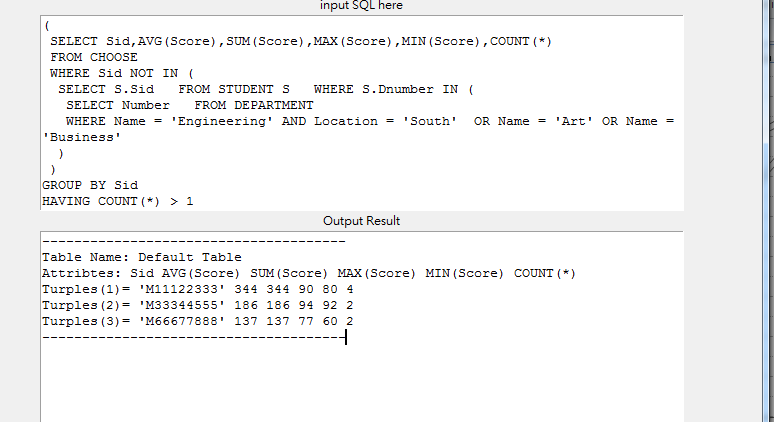 input SQL here
(
SELECT Sid,AVG(Score),SUM(Score),MAX(Score),MIN(Score),COUNT(*)
FROM CHOOSE
WHERE Sid NOT IN (
SELECT S.Sid FROM STUDENT S WHERE S.Dnumber IN (
SELECT Number FROM DEPARTMENT
WHERE Name = 'Engineering' AND Location = 'South' OR Name = 'Art' OR Name =
'Business'
)
)
GROUP BY Sid
HAVING COUNT(*) > 1
Output Result
--------------------------------------
Table Name: Default Table
Attribtes: Sid AVG(Score) SUM(Score) MAX(Score) MIN(Score) COUNT(*)
Turples(1)= 'M11122333' 344 344 90 80 4
Turples(2)= 'M33344555' 186 186 94 92 2
Turples(3)= 'M66677888' 137 137 77 60 2
--------------------------------------